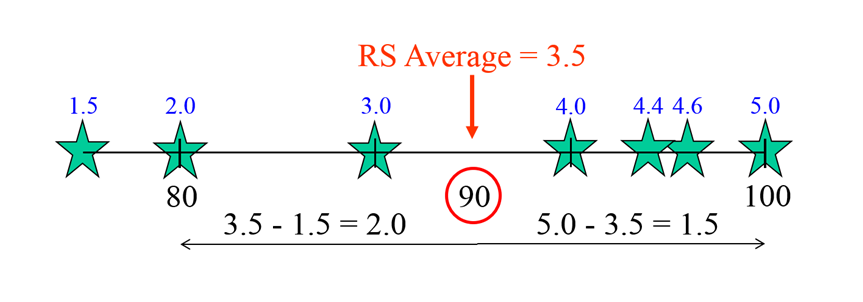 RS Average = 3.5
1.5 2.0 3.0 4.0 4.4 4.6 5.0
80 90 100
3.5 - 1.5 = 2.0 5.0 - 3.5 = 1.5